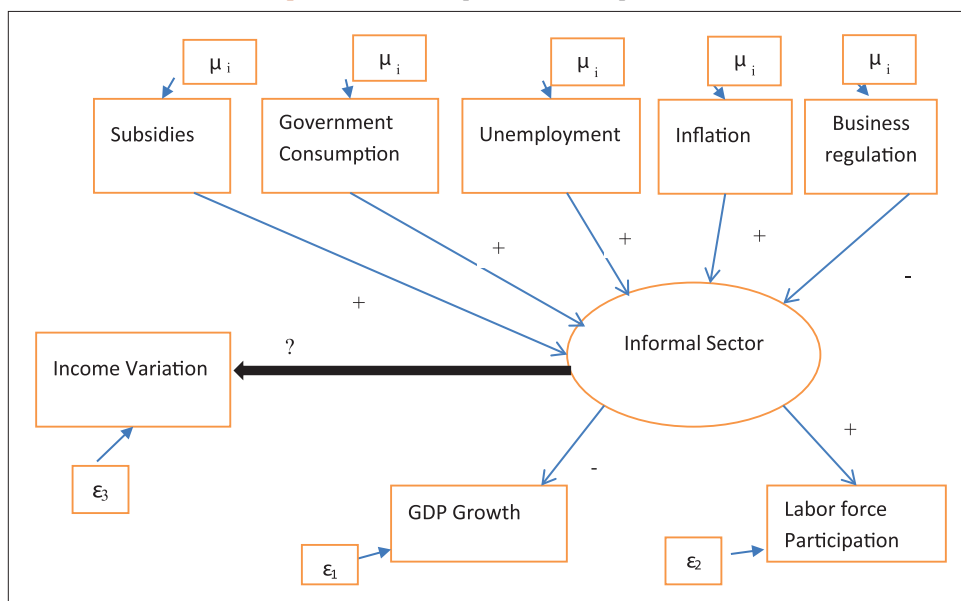 μ i
μ i
μ i
μ i
μ i
Subsidies
Government
Consumption
Unemployment
Inflation
Business
regulation
+
+
+
+
-
Informal Sector
?
Income Variation
ε3
-
+
GDP Growth
Labor force
Participation
ε1
ε2